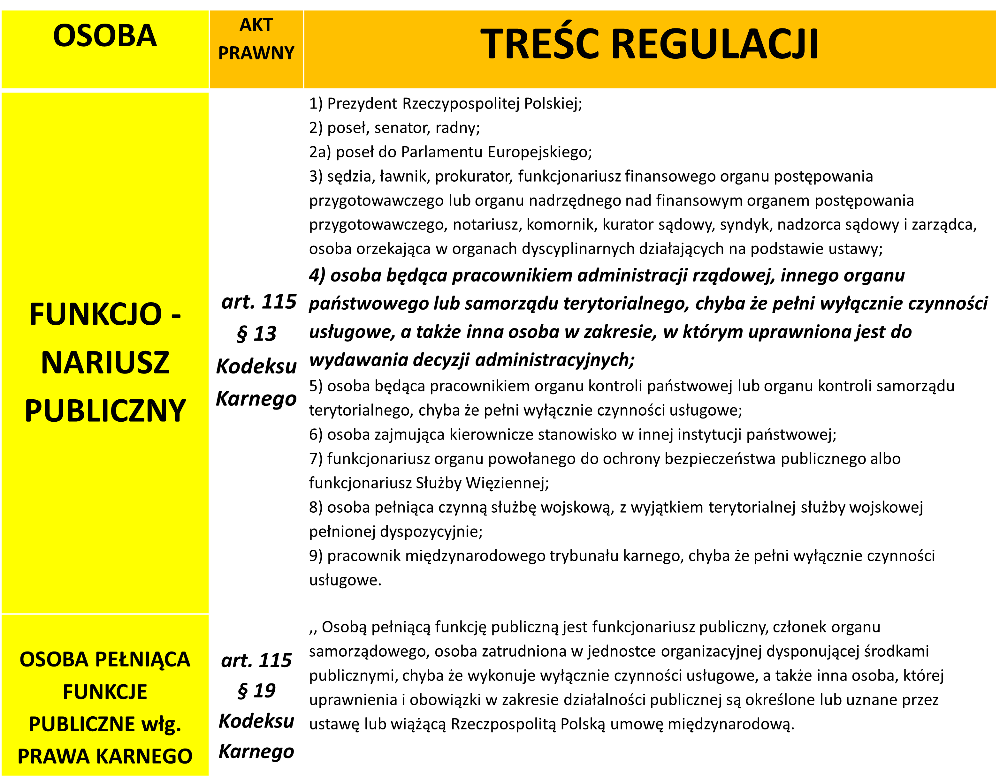 OSOBA
AKT
PRAWNY
TREŚC REGULACJI
FUNKCJO -
NARIUSZ
PUBLICZNY
art. 115
§ 13
Kodeksu
Karnego
1) Prezydent Rzeczypospolitej Polskiej;
2) poseł, senator, radny;
2a) poseł do Parlamentu Europejskiego;
3) sędzia, ławnik, prokurator, funkcjonariusz finansowego organu postępowania
przygotowawczego lub organu nadrzędnego nad finansowym organem postępowania
przygotowawczego, notariusz, komornik, kurator sądowy, syndyk, nadzorca sądowy i zarządca,
osoba orzekająca w organach dyscyplinarnych działających na podstawie ustawy;
4) osoba będąca pracownikiem administracji rządowej, innego organu
państwowego lub samorządu terytorialnego, chyba że pełni wyłącznie czynności
usługowe, a także inna osoba w zakresie, w którym uprawniona jest do
wydawania decyzji administracyjnych;
5) osoba będąca pracownikiem organu kontroli państwowej lub organu kontroli samorządu
terytorialnego, chyba że pełni wyłącznie czynności usługowe;
6) osoba zajmująca kierownicze stanowisko w innej instytucji państwowej;
7) funkcjonariusz organu powołanego do ochrony bezpieczeństwa publicznego albo
funkcjonariusz Służby Więziennej;
8) osoba pełniąca czynną służbę wojskową, z wyjątkiem terytorialnej służby wojskowej
pełnionej dyspozycyjnie;
9) pracownik międzynarodowego trybunału karnego, chyba że pełni wyłącznie czynności
usługowe.
OSOBA PEŁNIĄCA
FUNKCJE
PUBLICZNE włg.
PRAWA KARNEGO
art. 115
§ 19
Kodeksu
Karnego
,, Osobą pełniącą funkcję publiczną jest funkcjonariusz publiczny, członek organu
samorządowego, osoba zatrudniona w jednostce organizacyjnej dysponującej środkami
publicznymi, chyba że wykonuje wyłącznie czynności usługowe, a także inna osoba, której
uprawnienia i obowiązki w zakresie działalności publicznej są określone lub uznane przez
ustawę lub wiążącą Rzeczpospolitą Polską umowę międzynarodową.